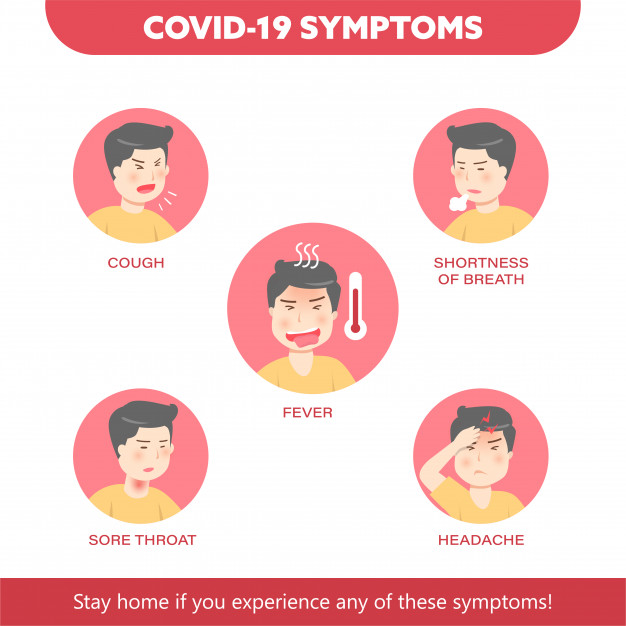 COVID-19 SYMPTOMS
COUGH
SHORTNESS
OF BREATH
FEVER
SORE THROAT
HEADACHE
Stay home if you experience any of these symptoms!